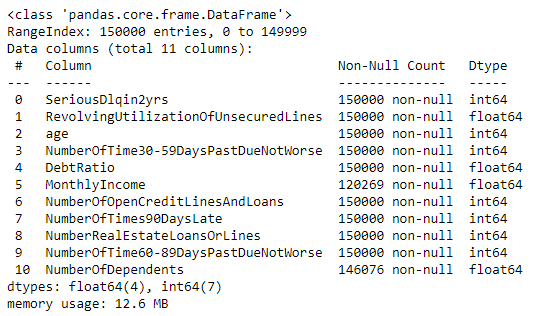 <class 'pandas.core.frame.DataFrame'>
RangeIndex: 150000 entries, 0 to 149999
Data columns (total 11 columns):
 #   Column                                Non-Null Count   Dtype
---  ------                                --------------   -----
 0   SeriousDlqin2yrs                      150000 non-null  int64
 1   RevolvingUtilizationOfUnsecuredLines  150000 non-null  float64
 2   age                                   150000 non-null  int64
 3   NumberOfTime30-59DaysPastDueNotWorse  150000 non-null  int64
 4   DebtRatio                             150000 non-null  float64
 5   MonthlyIncome                         120269 non-null  float64
 6   NumberOfOpenCreditLinesAndLoans       150000 non-null  int64
 7   NumberOfTimes90DaysLate               150000 non-null  int64
 8   NumberRealEstateLoansOrLines          150000 non-null  int64
 9   NumberOfTime60-89DaysPastDueNotWorse  150000 non-null  int64
 10  NumberOfDependents                    146076 non-null  float64
dtypes: float64(4), int64(7)
memory usage: 12.6 MB